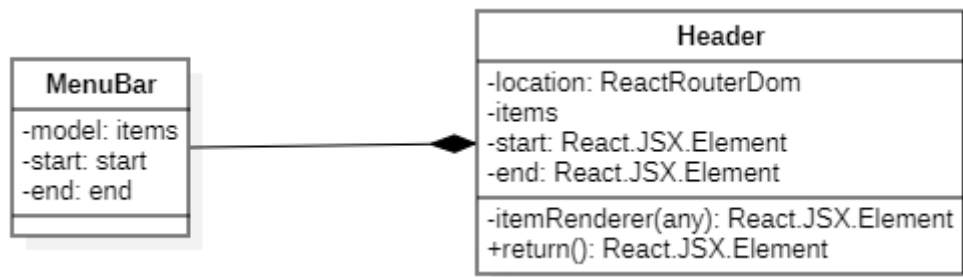 MenuBar
-model: items
-start: start
-end: end
Header
-location: ReactRouterDom
-items
-start: React.JSX.Element
-end: React.JSX.Element
-itemRenderer(any): React.JSX.Element
+return(): React.JSX.Element